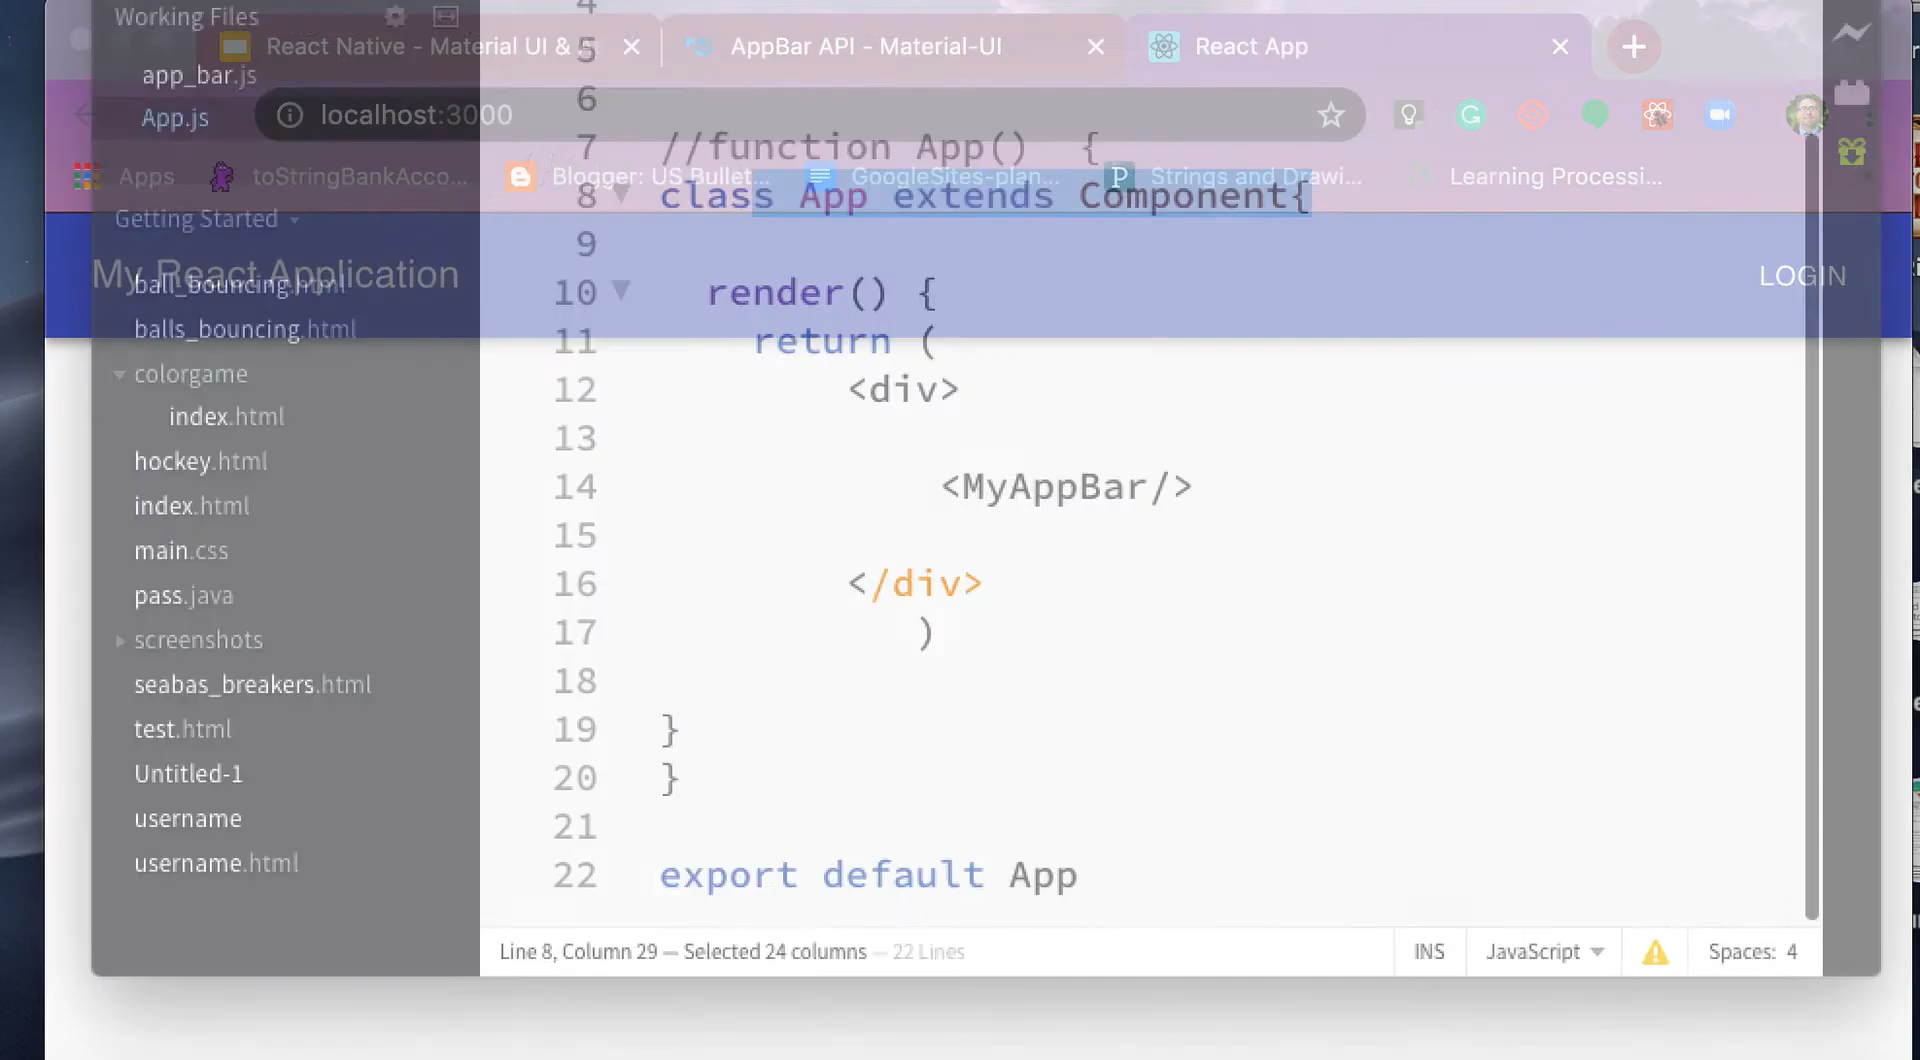 Working Files
React Native - Material UI &
AppBar API - Material-UI
React App
app_bar.js
App.js
localhost:3000
Apps
toStringBankAcco...
Blogger: US Bullet...
GoogleSites-plan...
Strings and Drawi...
Learning Processi...
Getting Started
My React Application
LOGIN
ball_bouncing.html
balls_bouncing.html
colorgame
index.html
hockey.html
index.html
main.css
pass.java
screenshots
seabas_breakers.html
test.html
Untitled-1
username
username.html
4
5
6
7 //function App() {
8 class App extends Component{
9
10 render() {
11 return (
12 <div>
13
14 <MyAppBar/>
15
16 </div>
17 )
18
19 }
20 }
21
22 export default App
Line 8, Column 29 — Selected 24 columns — 22 Lines
INS
JavaScript
Spaces: 4